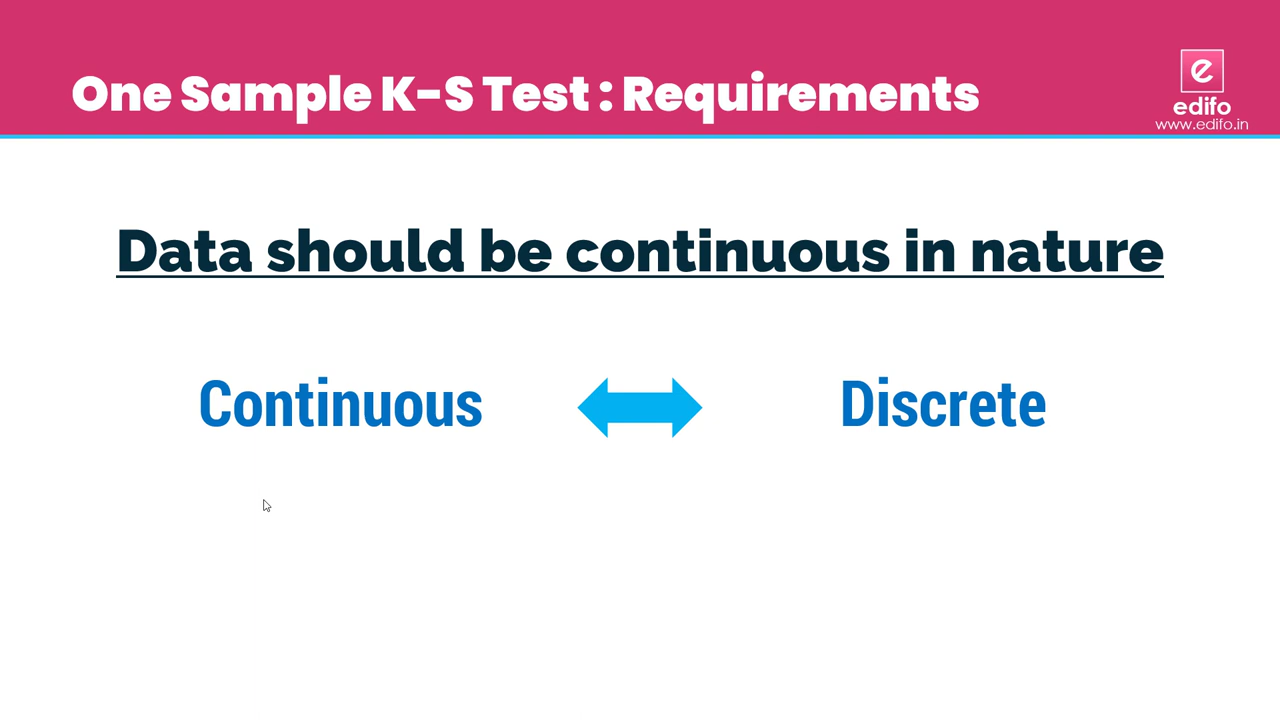 One Sample K-S Test : Requirements
e
edifo
www.edifo.in
Data should be continuous in nature
Continuous
Discrete